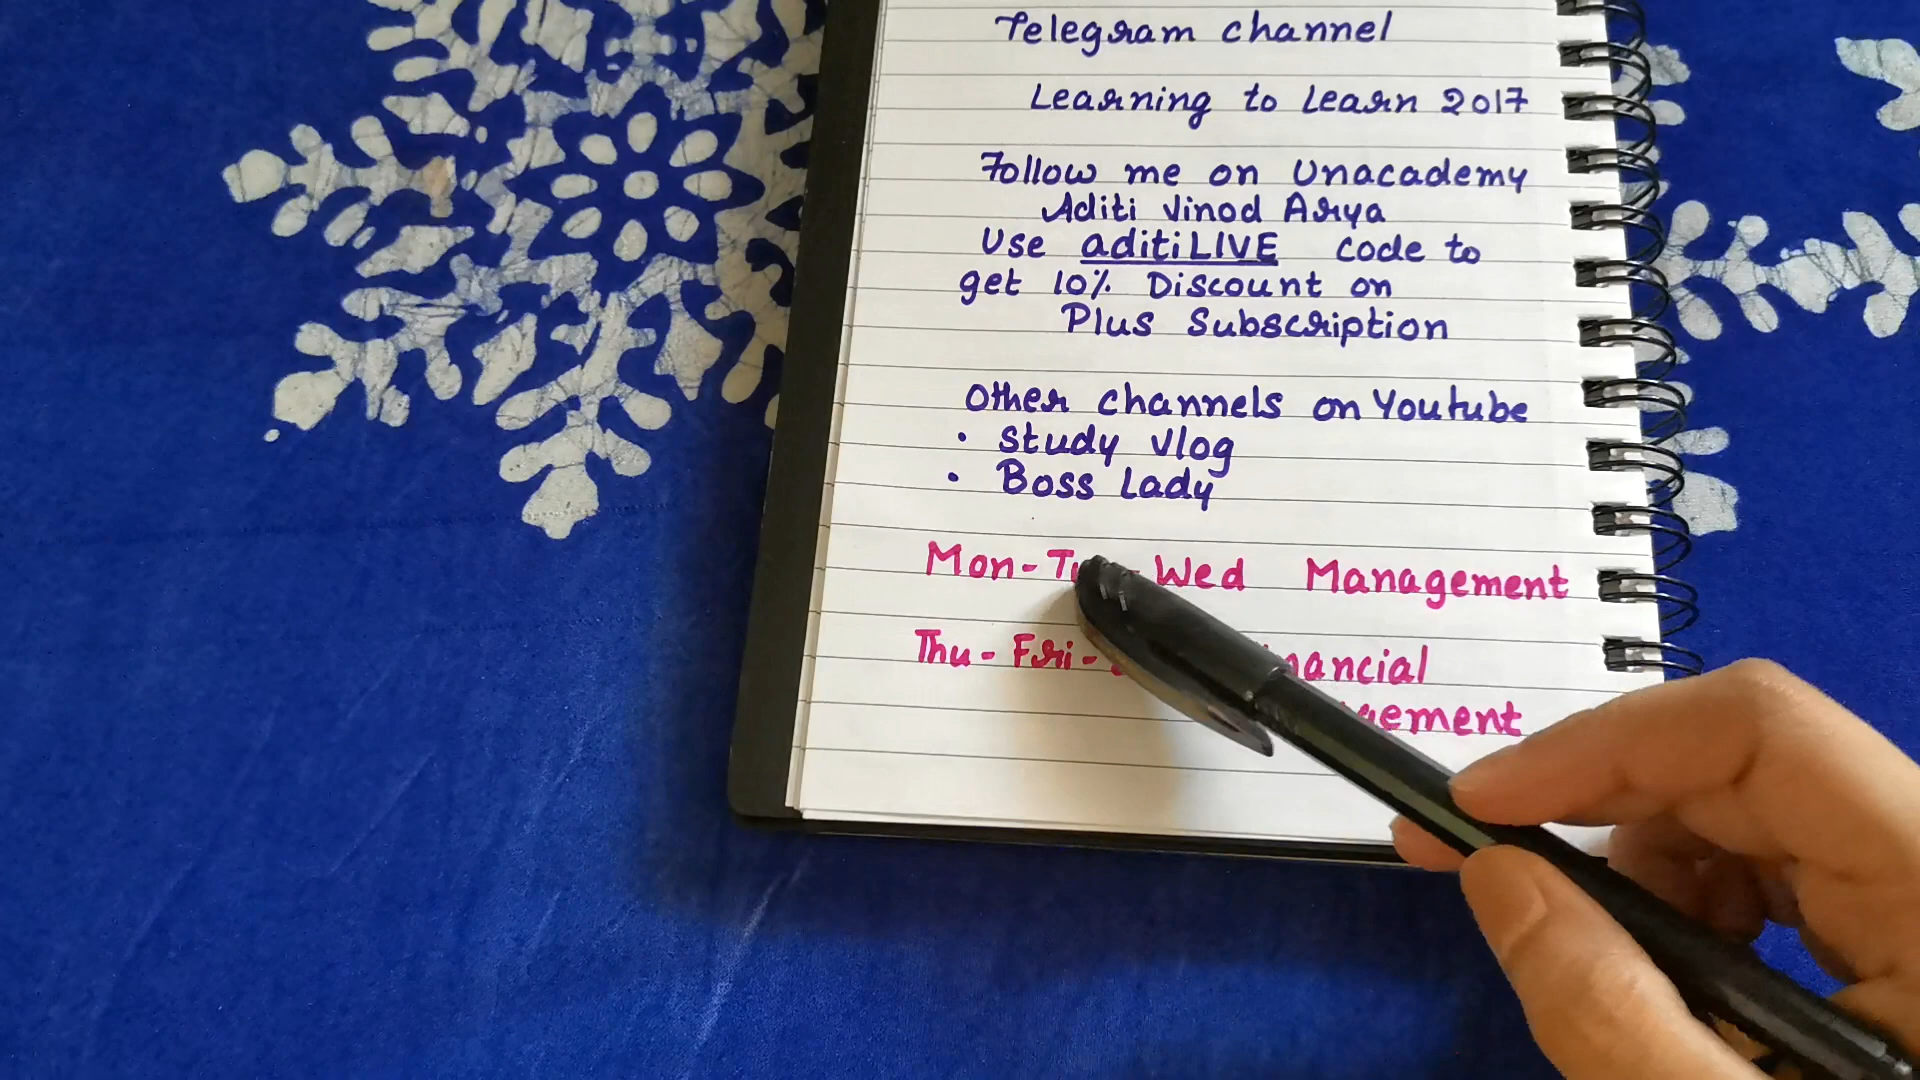 Telegram channel
Learning to Learn 2017
Follow me on Unacademy
Aditi Vinod Arya
Use aditiLIVE code to
get 10% Discount on
Plus Subscription
Other channels on Youtube
• Study Vlog
• Boss Lady
Mon - - Wed Management
Thu - Fri -